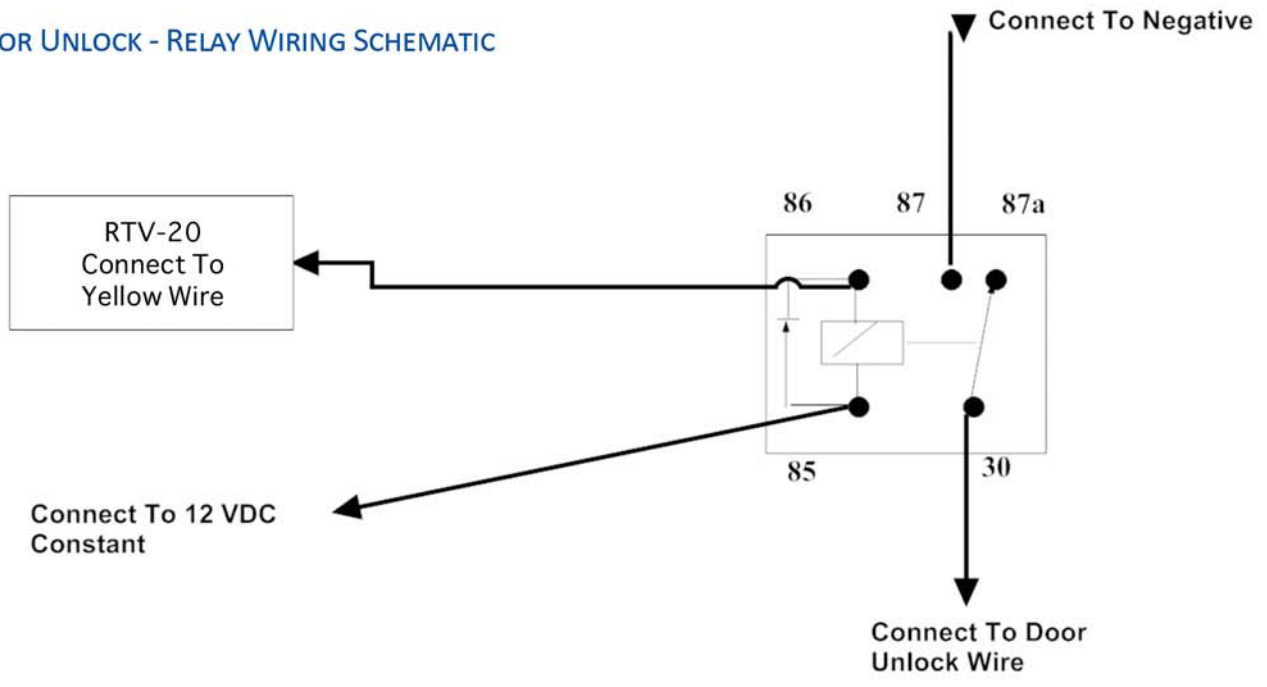 OR UNLOCK - RELAY WIRING SCHEMATIC
Connect To Negative
86
87
87a
RTV-20
Connect To
Yellow Wire
85
30
Connect To 12 VDC
Constant
Connect To Door
Unlock Wire